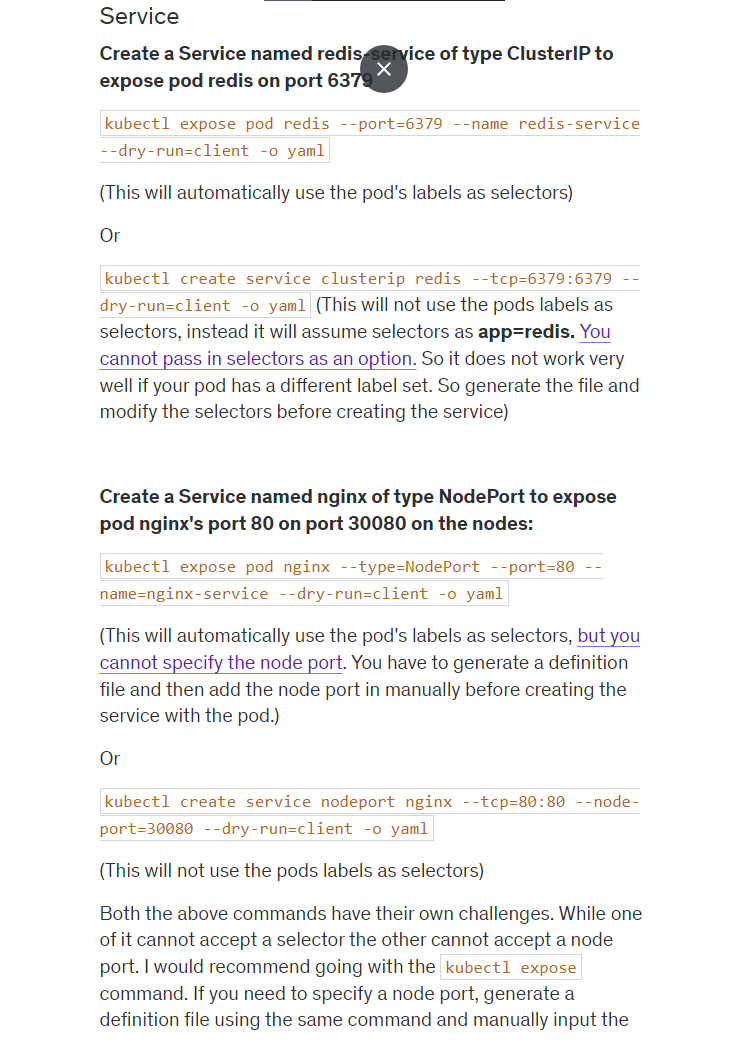 Service
Create a Service named redis-service of type ClusterIP to
expose pod redis on port 6379
kubectl expose pod redis --port=6379 --name redis-service
--dry-run=client -o yaml
(This will automatically use the pod's labels as selectors)
Or
kubectl create service clusterip redis --tcp=6379:6379 --
dry-run=client -o yaml (This will not use the pods labels as
selectors, instead it will assume selectors as app=redis. You
cannot pass in selectors as an option. So it does not work very
well if your pod has a different label set. So generate the file and
modify the selectors before creating the service)
Create a Service named nginx of type NodePort to expose
pod nginx's port 80 on port 30080 on the nodes:
kubectl expose pod nginx --type=NodePort --port=80 --
name=nginx-service --dry-run=client -o yaml
(This will automatically use the pod's labels as selectors, but you
cannot specify the node port. You have to generate a definition
file and then add the node port in manually before creating the
service with the pod.)
Or
kubectl create service nodeport nginx --tcp=80:80 --node-
port=30080 --dry-run=client -o yaml
(This will not use the pods labels as selectors)
Both the above commands have their own challenges. While one
of it cannot accept a selector the other cannot accept a node
port. I would recommend going with the kubectl expose
command. If you need to specify a node port, generate a
definition file using the same command and manually input the